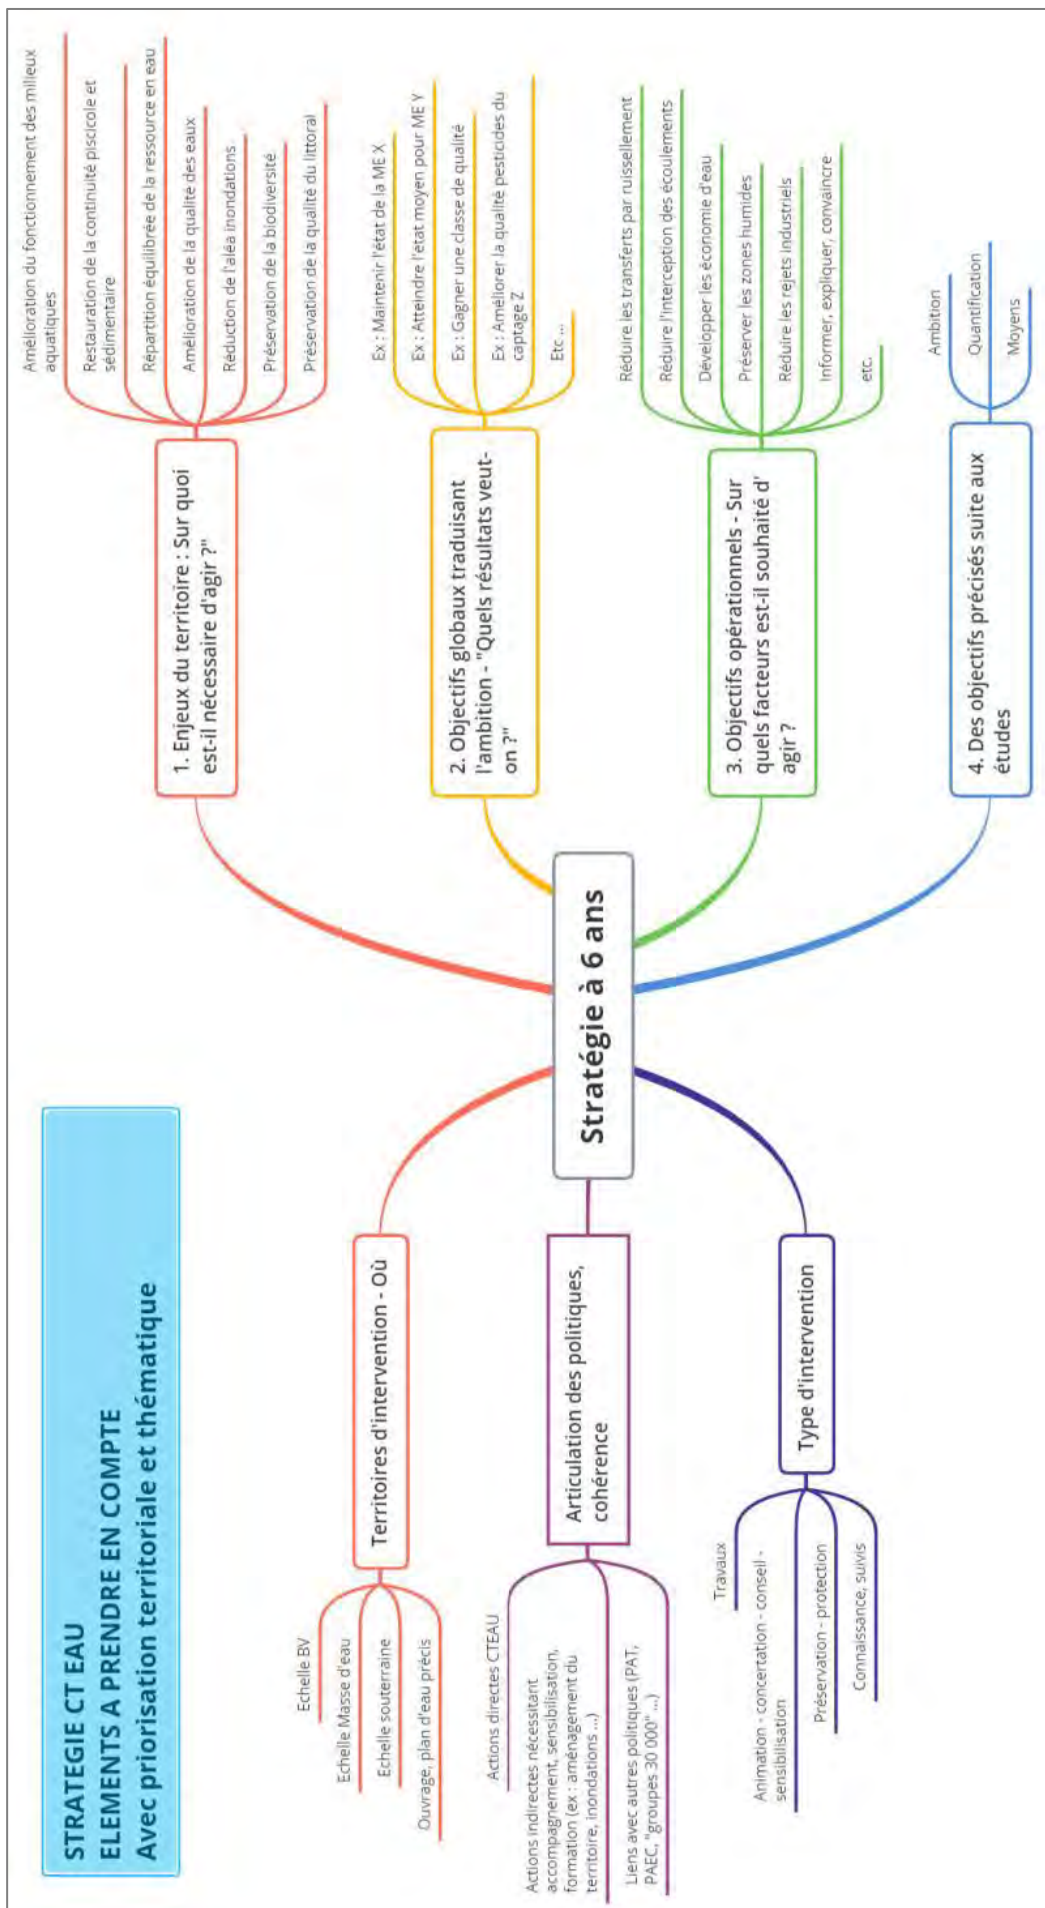 STRATEGIE CT EAU
ELEMENTS A PRENDRE EN COMPTE
Avec priorisation territoriale et thématique
Stratégie à 6 ans
1. Enjeux du territoire : Sur quoi
est-il nécessaire d'agir ?"
Amélioration du fonctionnement des milieux
aquatiques
Restauration de la continuité piscicole et
sédimentaire
Répartition équilibrée de la ressource en eau
Amélioration de la qualité des eaux
Réduction de l'aléa inondations
Préservation de la biodiversité
Préservation de la qualité du littoral
2. Objectifs globaux traduisant
l'ambition - "Quels résultats veut-
on ?"
Ex : Maintenir l'état de la ME X
Ex : Atteindre l'état moyen pour ME Y
Ex : Gagner une classe de qualité
Ex : Améliorer la qualité pesticides du
captage Z
Etc ...
3. Objectifs opérationnels - Sur
quels facteurs est-il souhaité d'
agir ?
Réduire les transferts par ruissellement
Réduire l'interception des écoulements
Développer les économie d'eau
Préserver les zones humides
Réduire les rejets industriels
Informer, expliquer, convaincre
etc.
4. Des objectifs précisés suite aux
études
Ambition
Quantification
Moyens
Territoires d'intervention - Où
Echelle BV
Echelle Masse d'eau
Echelle souterraine
Ouvrage, plan d'eau précis
Articulation des politiques,
cohérence
Actions directes CTEAU
Actions indirectes nécessitant
accompagnement, sensibilisation,
formation (ex : aménagement du
territoire, inondations ...)
Liens avec autres politiques (PAT,
PAEC, "groupes 30 000" ...)
Type d'intervention
Travaux
Animation - concertation - conseil -
sensibilisation
Préservation - protection
Connaissance, suivis